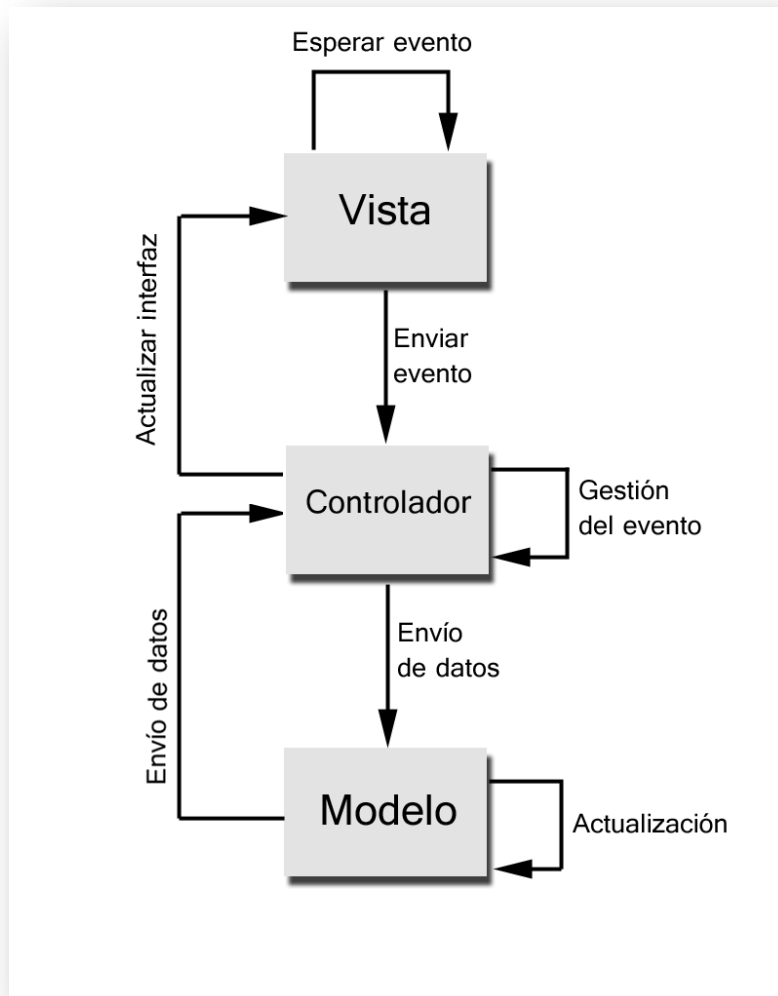 Esperar evento
Vista
Actualizar interfaz
Enviar
evento
Controlador
Gestión
del evento
Envío de datos
Envío
de datos
Modelo
Actualización